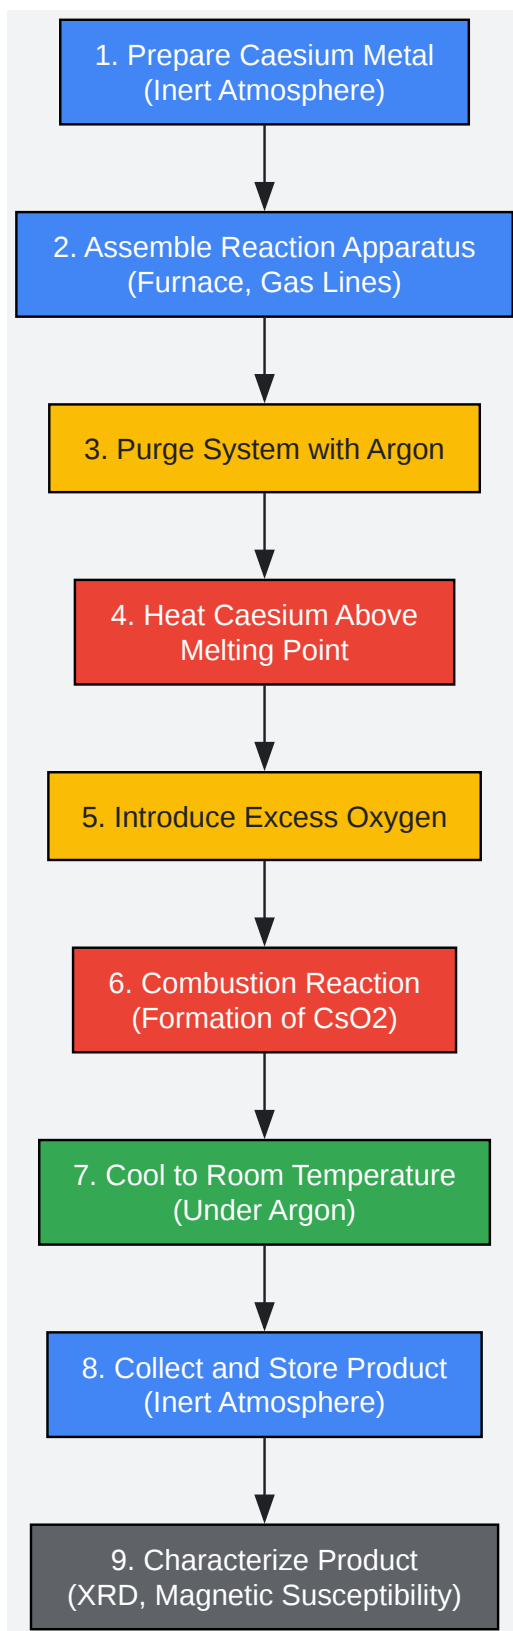 1. Prepare Caesium Metal
(Inert Atmosphere)
2. Assemble Reaction Apparatus
(Furnace, Gas Lines)
3. Purge System with Argon
4. Heat Caesium Above
Melting Point
5. Introduce Excess Oxygen
6. Combustion Reaction
(Formation of CsO2)
7. Cool to Room Temperature
(Under Argon)
8. Collect and Store Product
(Inert Atmosphere)
9. Characterize Product
(XRD, Magnetic Susceptibility)